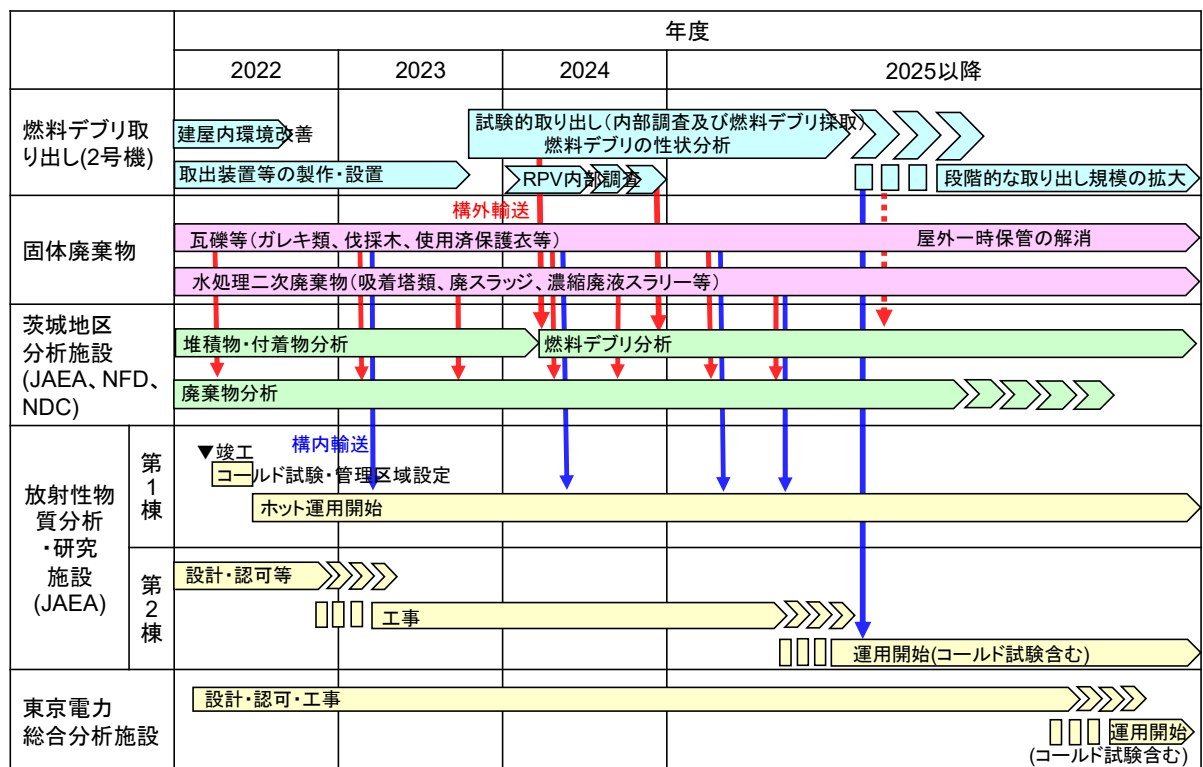 年度
2022
2023
2024
2025以降
燃料デブリ取
り出し(2号機)
建屋内環境改善
取出装置等の製作・設置
試験的取り出し(内部調査及び燃料デブリ採取)
燃料デブリの性状分析
RPV内部調査
段階的な取り出し規模の拡大
構外輸送
固体廃棄物
瓦礫等(ガレキ類、伐採木、使用済保護衣等)
屋外一時保管の解消
水処理二次廃棄物(吸着塔類、廃スラッジ、濃縮廃液スラリー等)
茨城地区
分析施設
(JAEA、NFD、
NDC)
堆積物・付着物分析
燃料デブリ分析
廃棄物分析
放射性物
質分析
・研究
施設
(JAEA)
第
1
棟
▼竣工
構内輸送
コールド試験・管理区域設定
ホット運用開始
第
2
棟
設計・認可等
工事
運用開始(コールド試験含む)
東京電力
総合分析施設
設計・認可・工事
運用開始
(コールド試験含む)